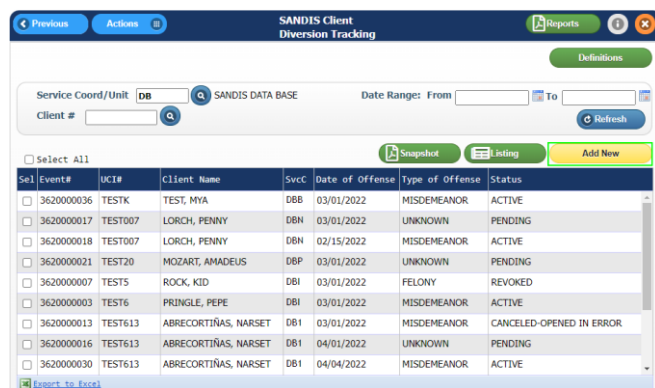 Previous Actions SANDIS Client Reports
Diversion Tracking
Definitions
Service Coord/Unit DB SANDIS DATA BASE Date Range: From To
Client # Refresh
Select All Snapshot Listing Add New
Sel Event# UCI# Client Name SvcC Date of Offense Type of Offense Status
3620000036 TESTK TEST, MYA DBB 03/01/2022 MISDEMEANOR ACTIVE
3620000017 TEST007 LORCH, PENNY DBN 03/01/2022 UNKNOWN PENDING
3620000018 TEST007 LORCH, PENNY DBN 02/15/2022 MISDEMEANOR ACTIVE
3620000021 TEST20 MOZART, AMADEUS DBP 03/01/2022 UNKNOWN PENDING
3620000007 TEST5 ROCK, KID DBI 03/01/2022 FELONY REVOKED
3620000003 TEST6 PRINGLE, PEPE DBI 03/01/2022 MISDEMEANOR ACTIVE
3620000013 TEST613 ABRECORTIÑAS, NARSET DB1 03/01/2022 MISDEMEANOR CANCELED-OPENED IN ERROR
3620000016 TEST613 ABRECORTIÑAS, NARSET DB1 04/01/2022 UNKNOWN PENDING
3620000030 TEST613 ABRECORTIÑAS, NARSET DB1 04/04/2022 MISDEMEANOR ACTIVE
Export to Excel